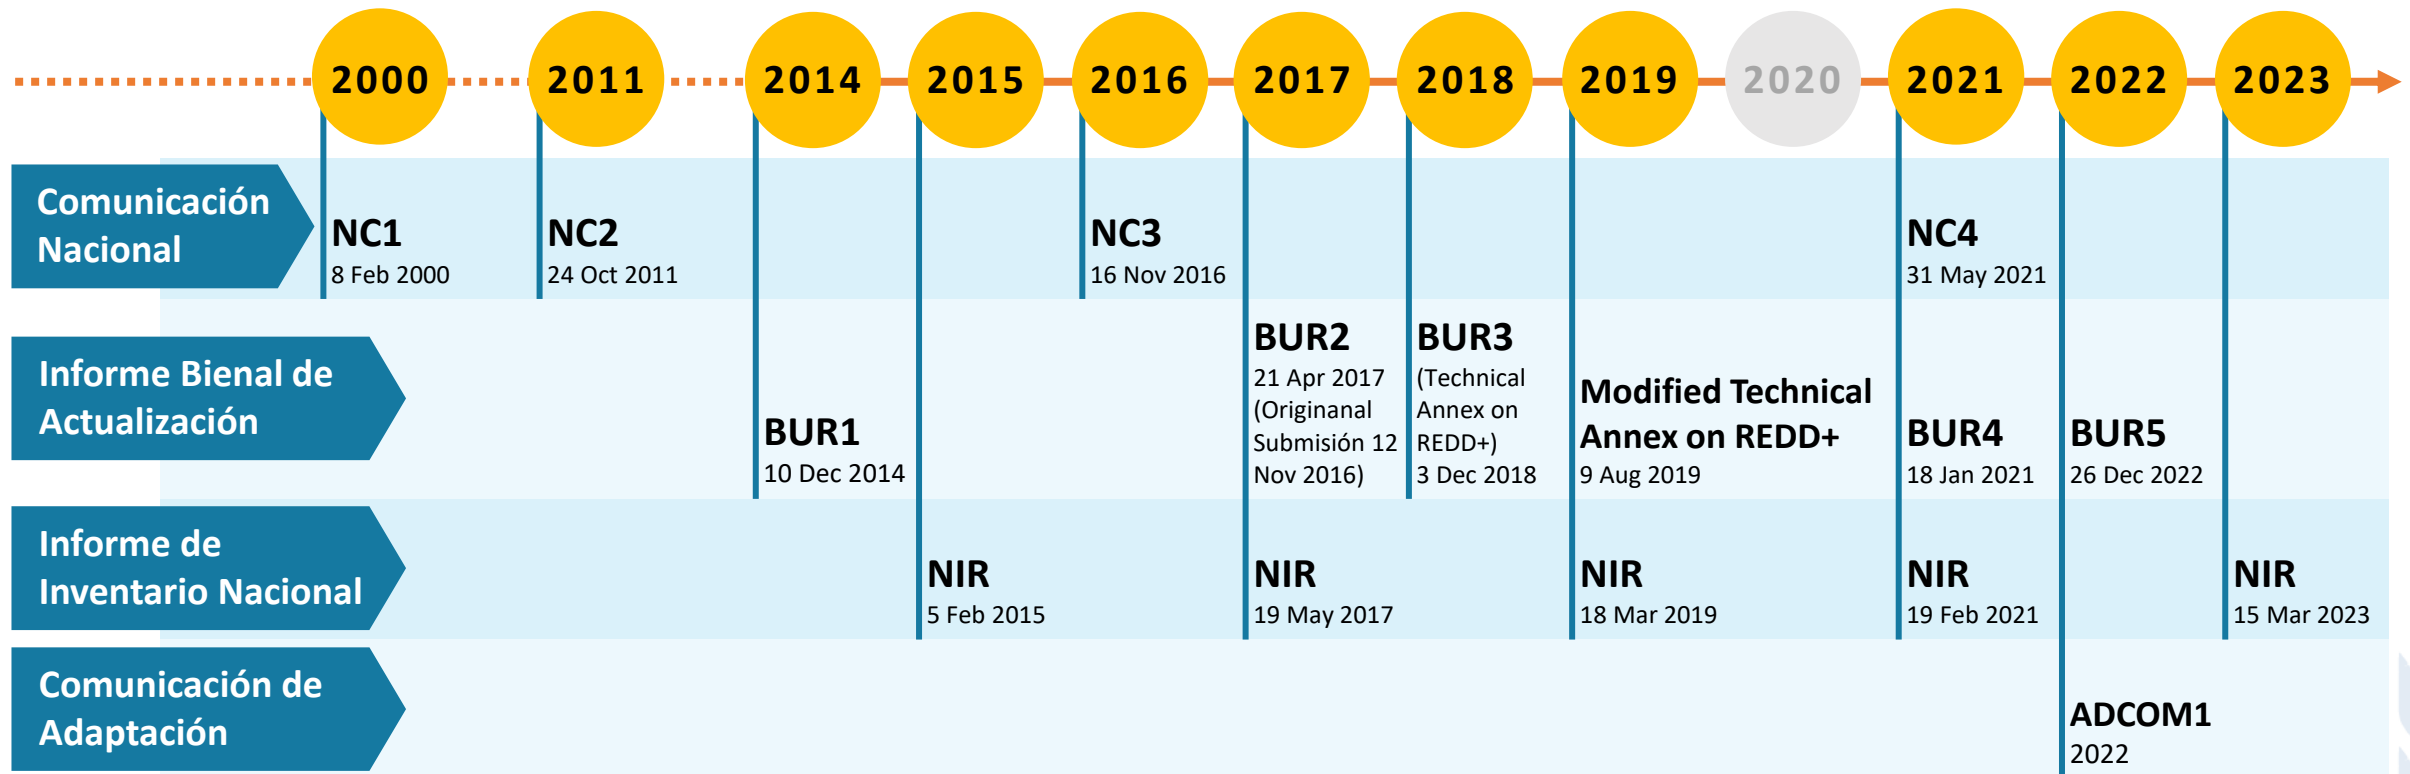 2000
2011
2014
2015
2016
2017
2018
2019
2020
2021
2022
2023
Comunicación
Nacional
NC1
8 Feb 2000
NC2
24 Oct 2011
NC3
16 Nov 2016
NC4
31 May 2021
Informe Bienal de
Actualización
BUR1
10 Dec 2014
BUR2
21 Apr 2017
(Originanal
Submisión 12
Nov 2016)
BUR3
(Technical
Annex on
REDD+)
3 Dec 2018
Modified Technical
Annex on REDD+
9 Aug 2019
BUR4
18 Jan 2021
BUR5
26 Dec 2022
Informe de
Inventario Nacional
NIR
5 Feb 2015
NIR
19 May 2017
NIR
18 Mar 2019
NIR
19 Feb 2021
NIR
15 Mar 2023
Comunicación de
Adaptación
ADCOM1
2022